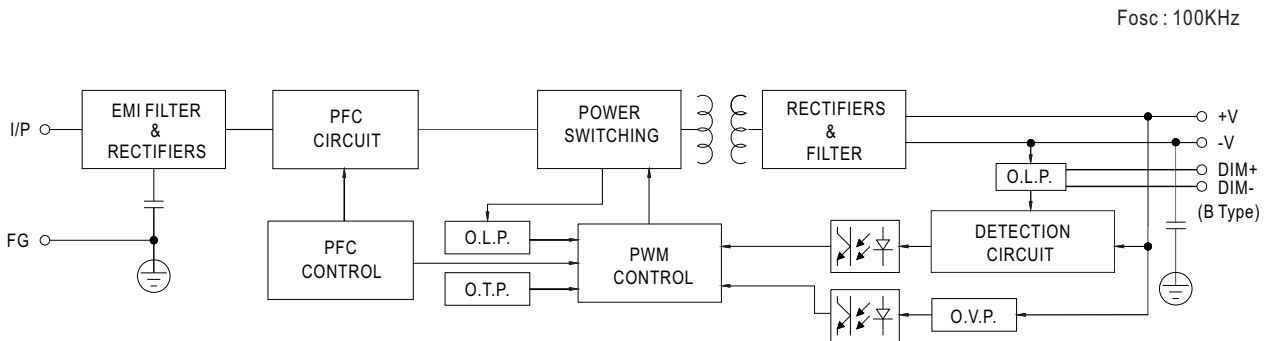 Fosc : 100KHz
I/P
EMI FILTER
&
RECTIFIERS
PFC
CIRCUIT
POWER
SWITCHING
RECTIFIERS
&
FILTER
+V
-V
O.L.P.
DIM+
DIM-
(B Type)
FG
PFC
CONTROL
O.L.P.
O.T.P.
PWM
CONTROL
DETECTION
CIRCUIT
O.V.P.